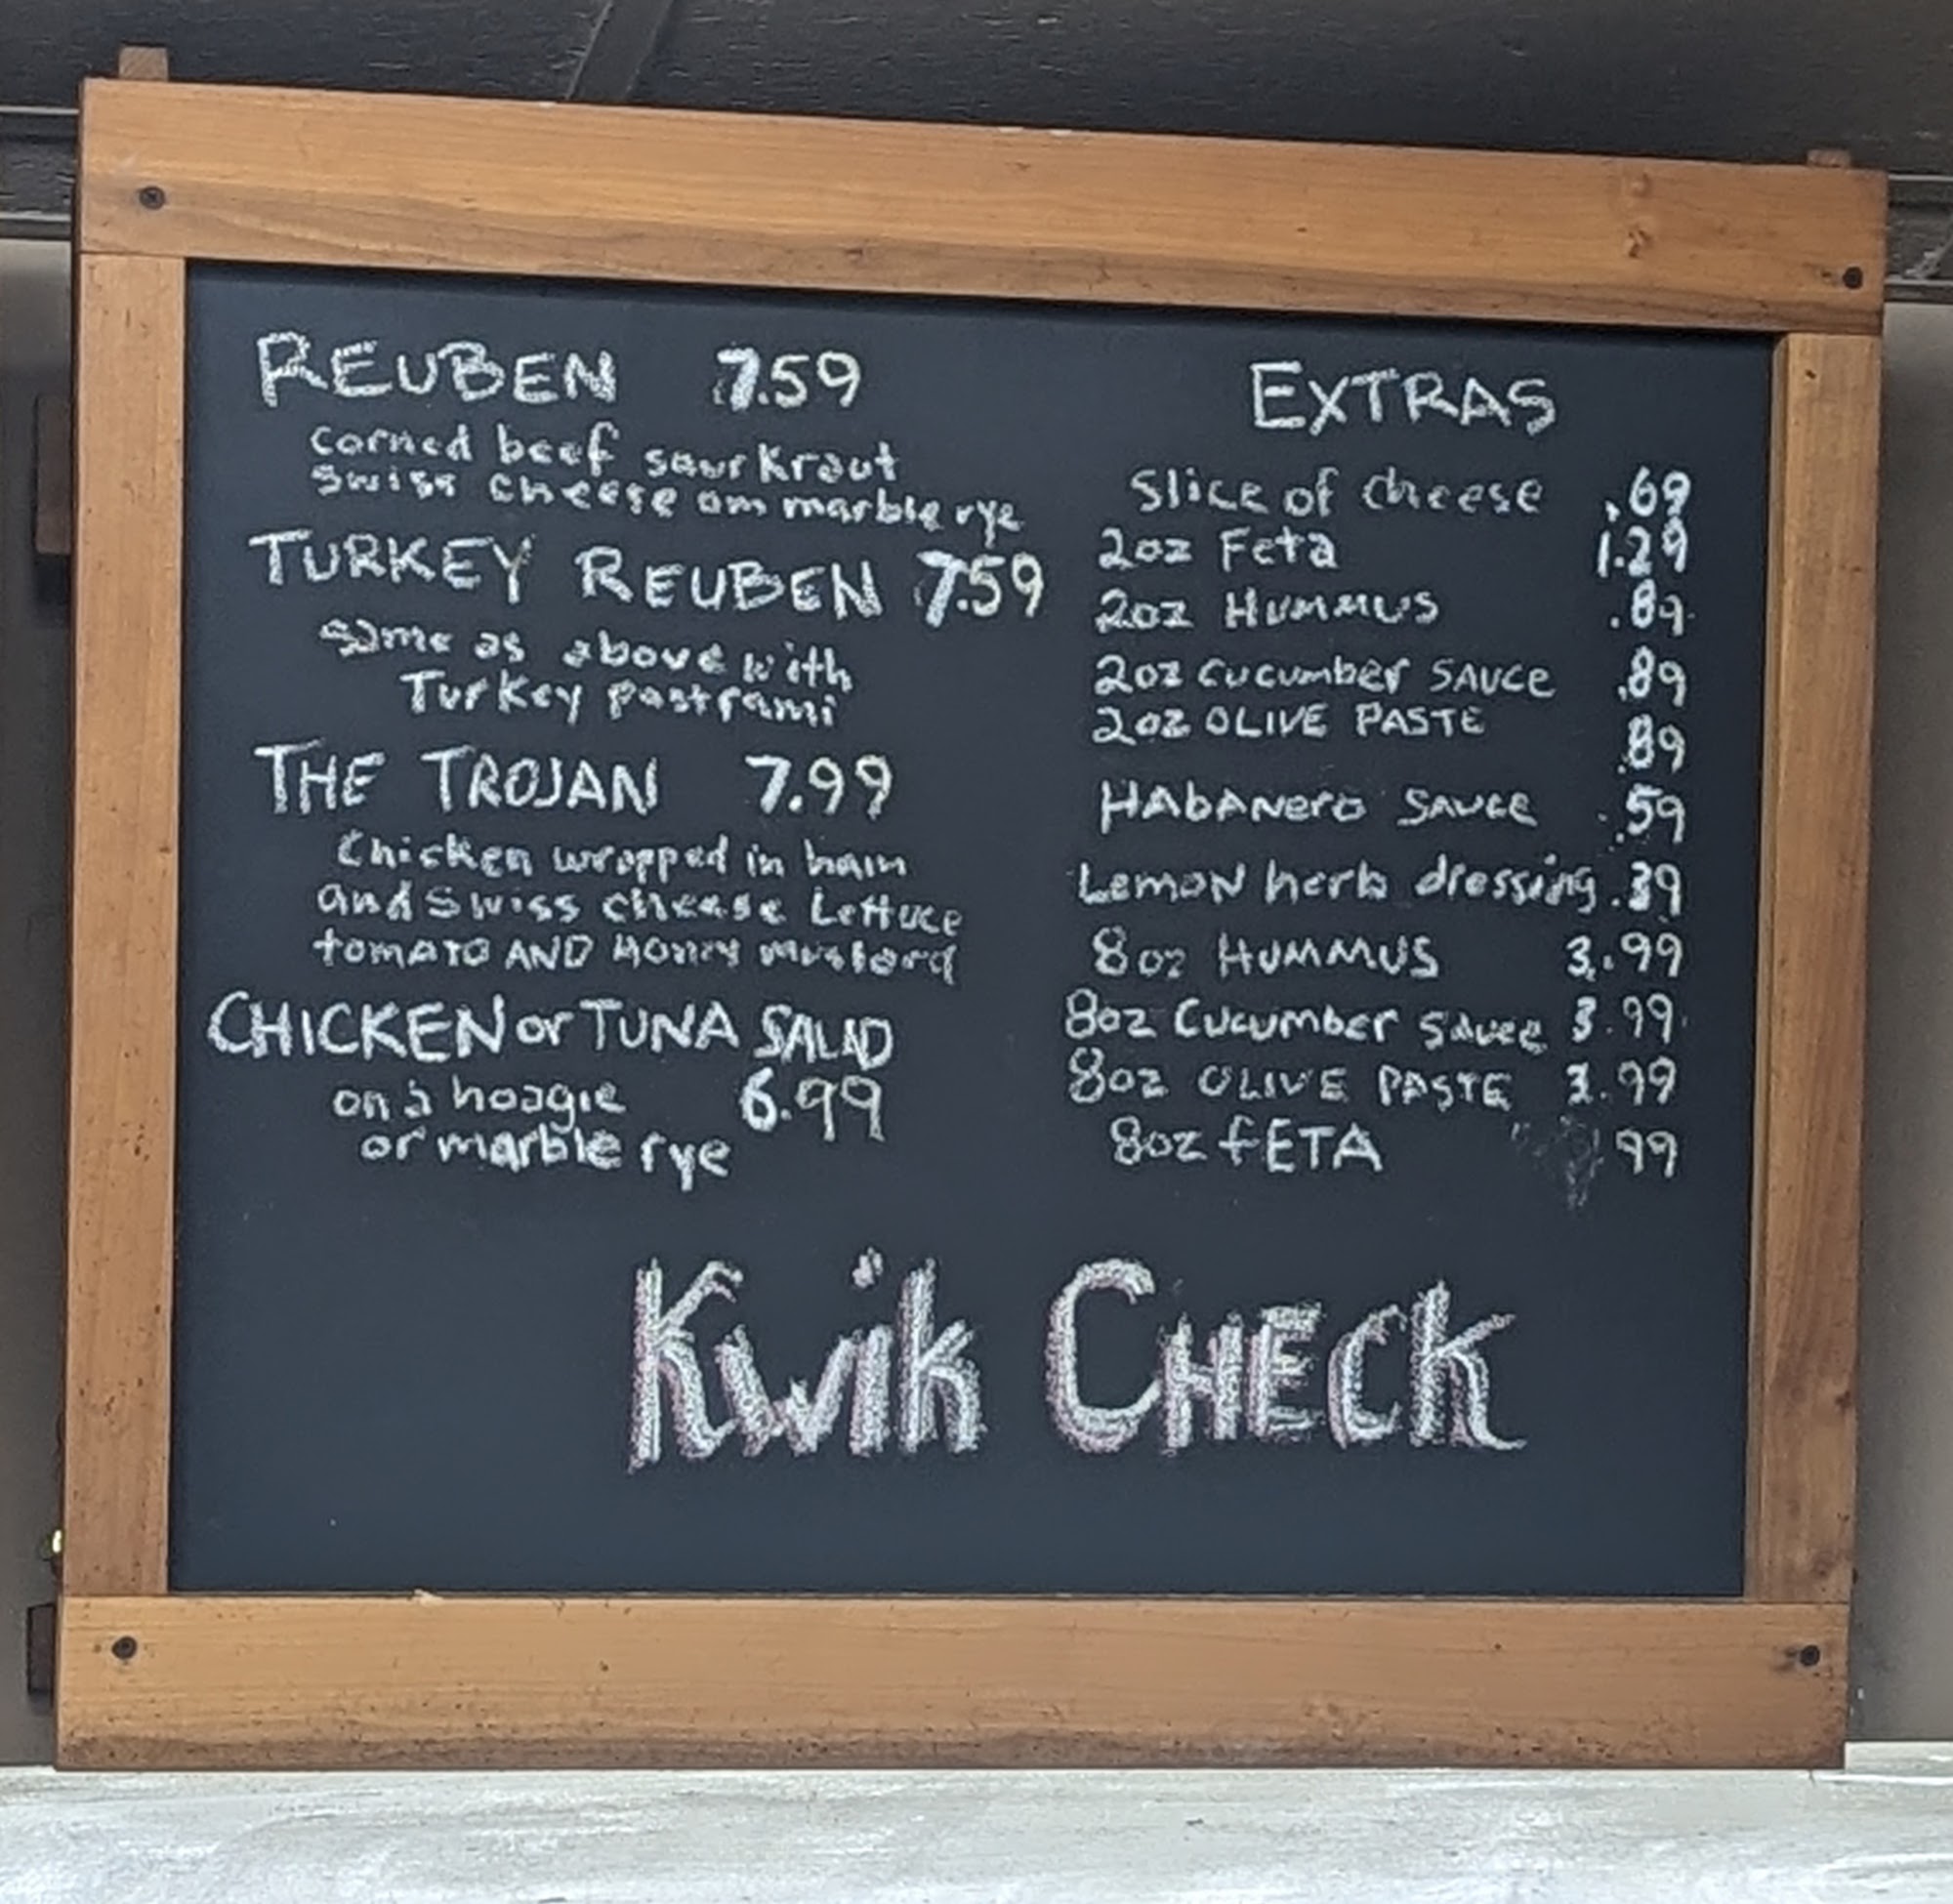 REUBEN 7.59
corned beef saurkraut
swiss cheese on marble rye
TURKEY REUBEN 7.59
same as above with
Turkey pastrami
THE TROJAN 7.99
Chicken wrapped in ham
and Swiss cheese Lettuce
tomato AND Honey mustard
CHICKEN or TUNA SALAD
on a hoagie 6.99
or marble rye
EXTRAS
Slice of cheese .69
2oz Feta 1.29
2oz HUMMUS .89
2oz Cucumber SAUCE .89
2oz OLIVE PASTE .89
HAbANero SAUCE .59
Lemon herb dressing .39
8oz HUMMUS 3.99
8oz Cucumber Sauce 3.99
8oz OLIVE PASTE 3.99
8oz fETA 99
Kwik CHECK